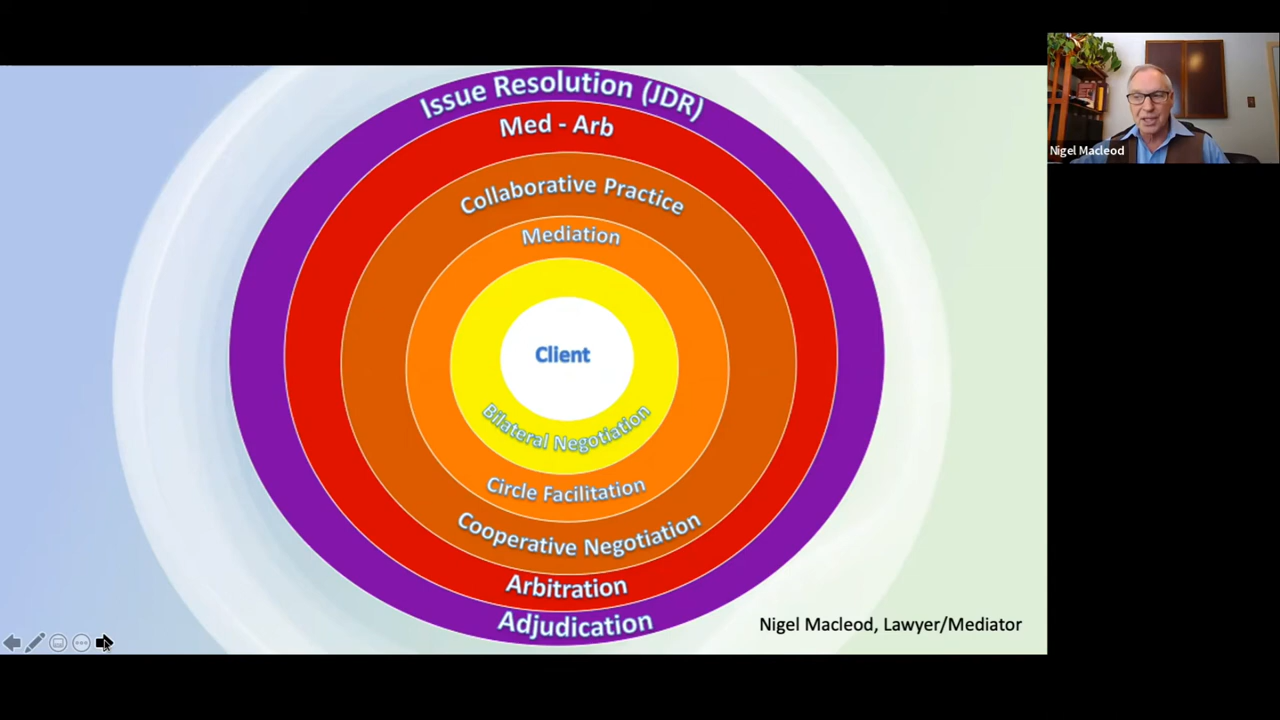 Issue Resolution (JDR)
Med - Arb
Collaborative Practice
Mediation
Client
Bilateral Negotiation
Circle Facilitation
Cooperative Negotiation
Arbitration
Adjudication
Nigel Macleod, Lawyer/Mediator
Nigel Macleod